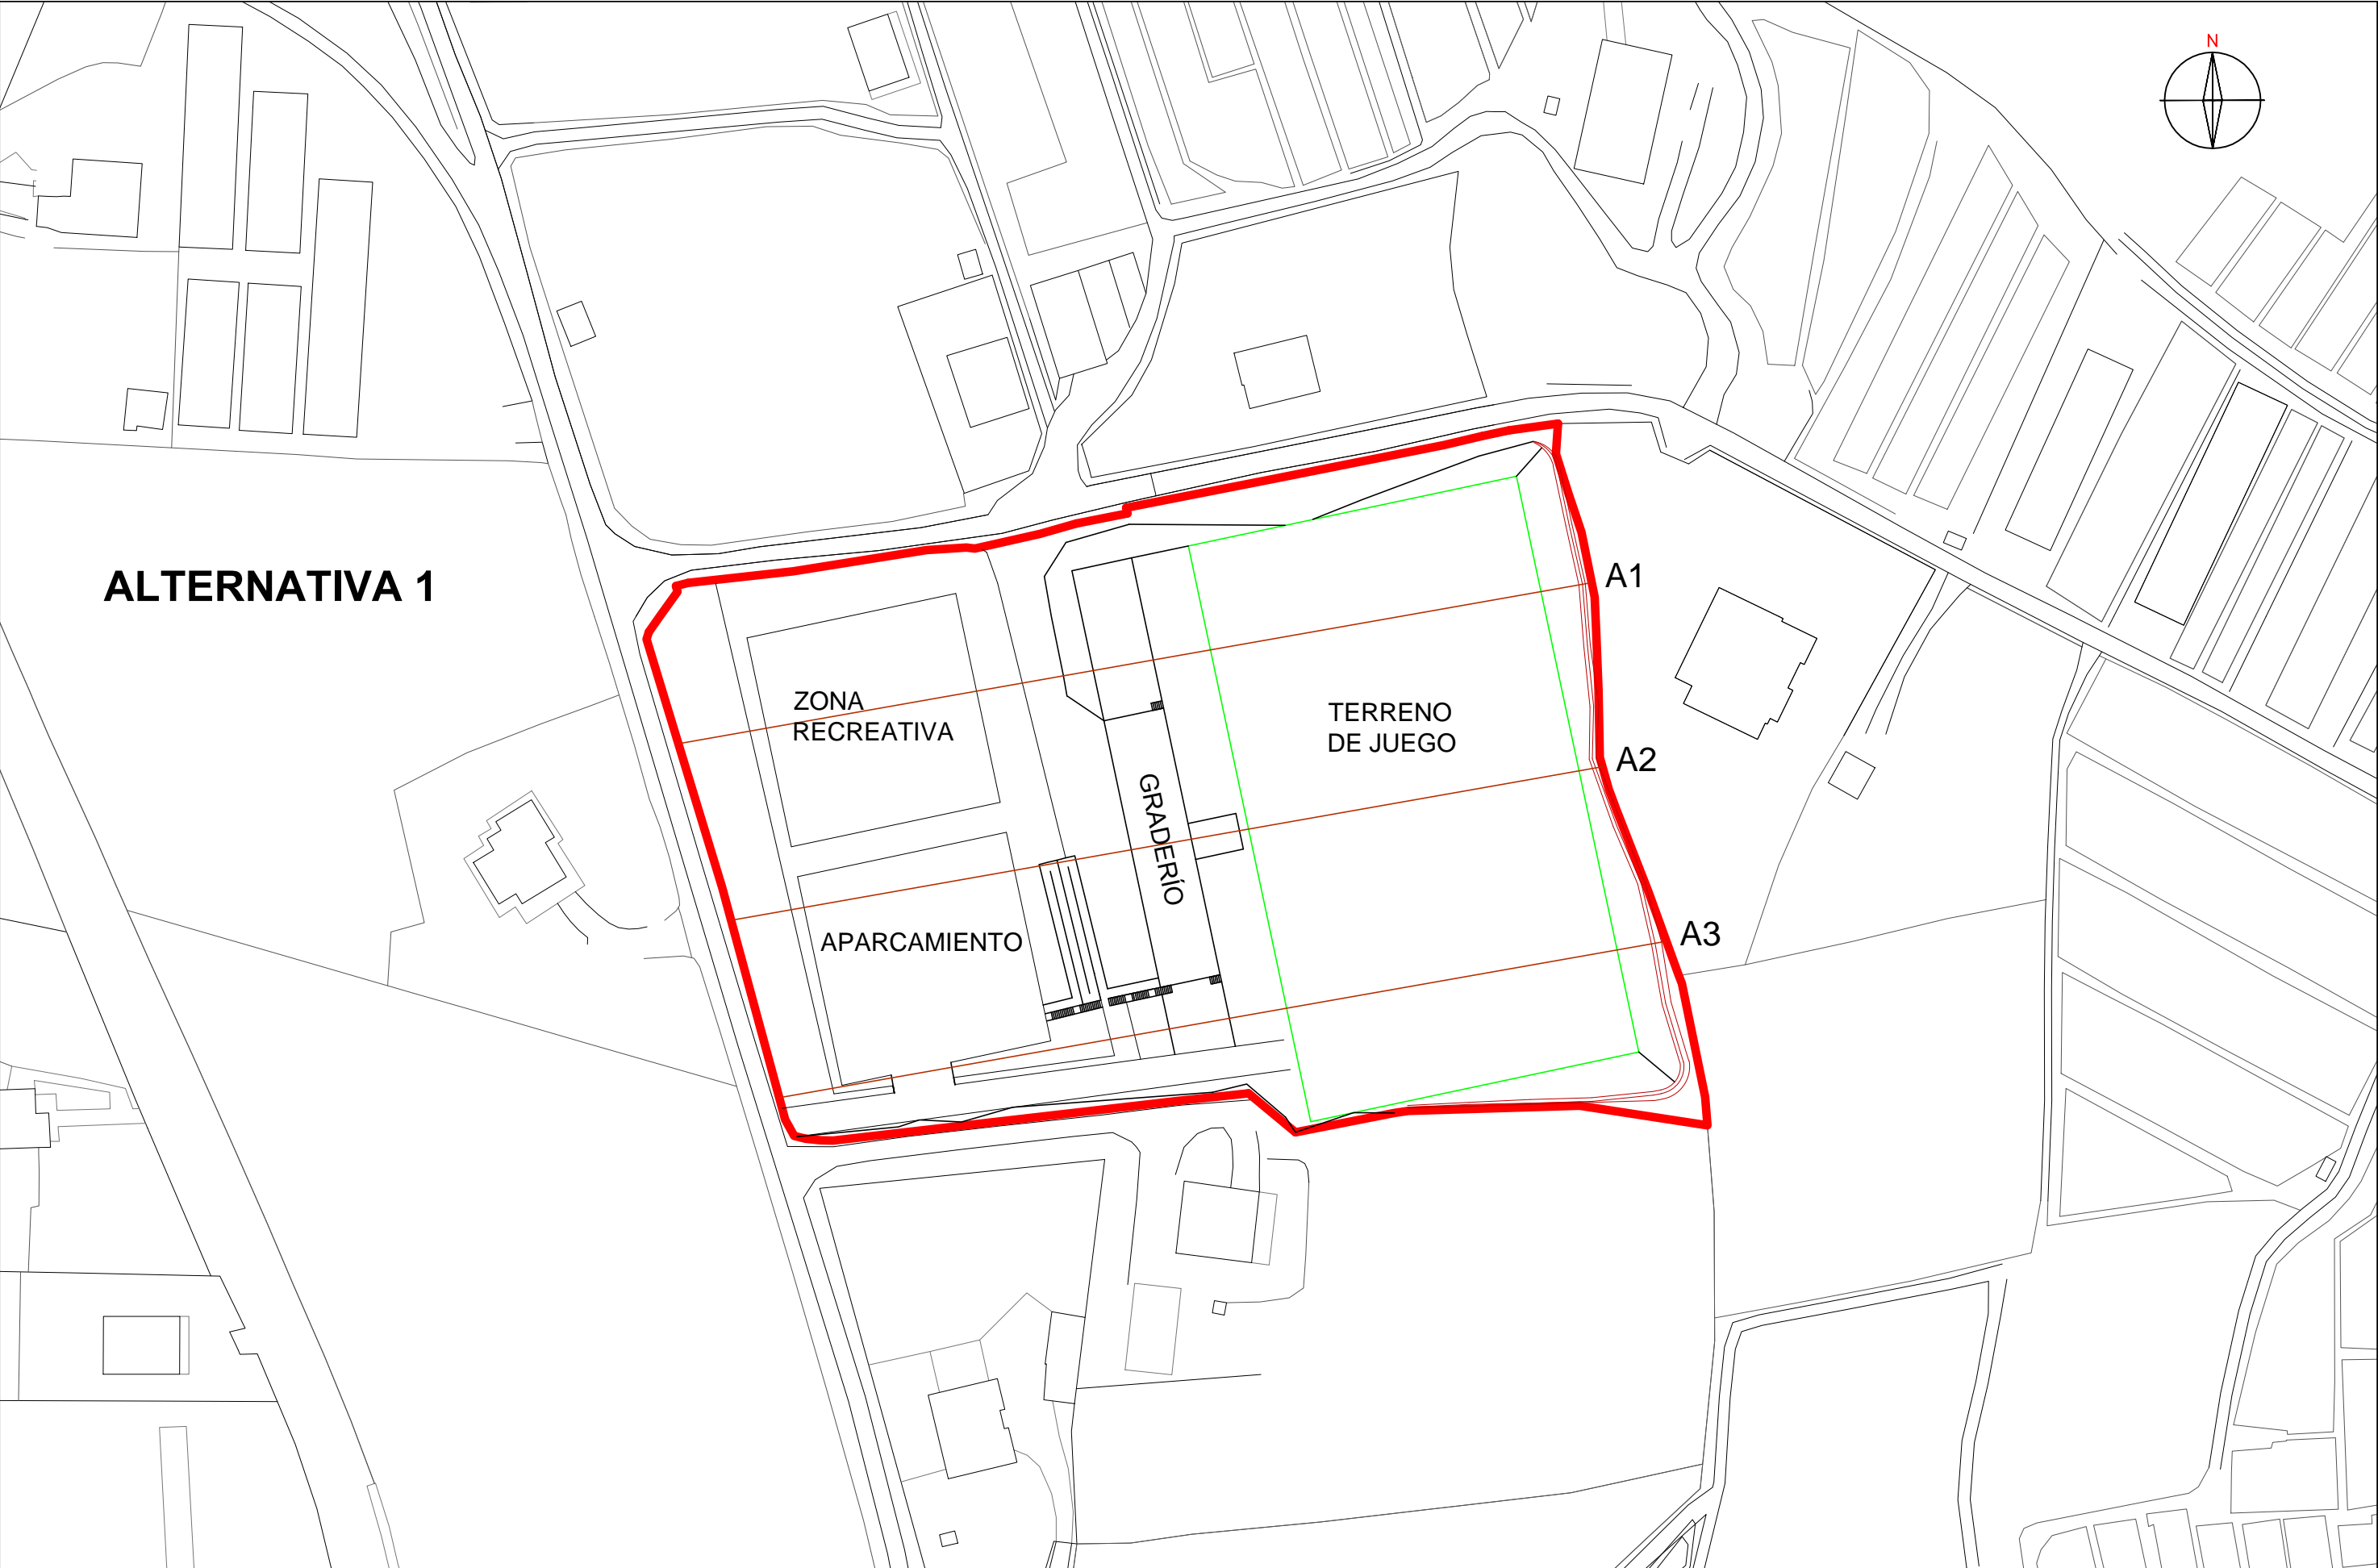 N
ALTERNATIVA 1
A1
ZONA
RECREATIVA
TERRENO
DE JUEGO
A2
GRADERÍO
APARCAMIENTO
A3